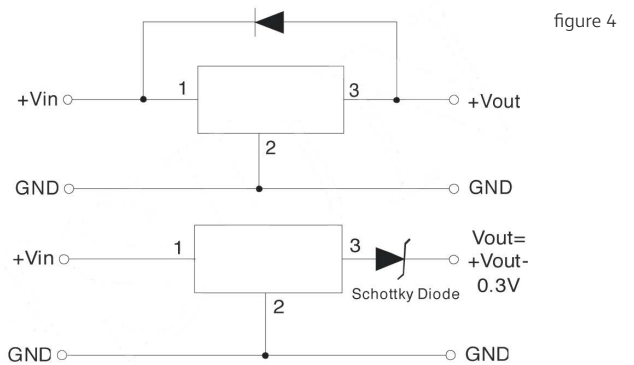 figure 4
1
3
+Vin
+Vout
2
GND
GND
1
3
Vout=
+Vin
+Vout-
0.3V
Schottky Diode
2
GND
GND